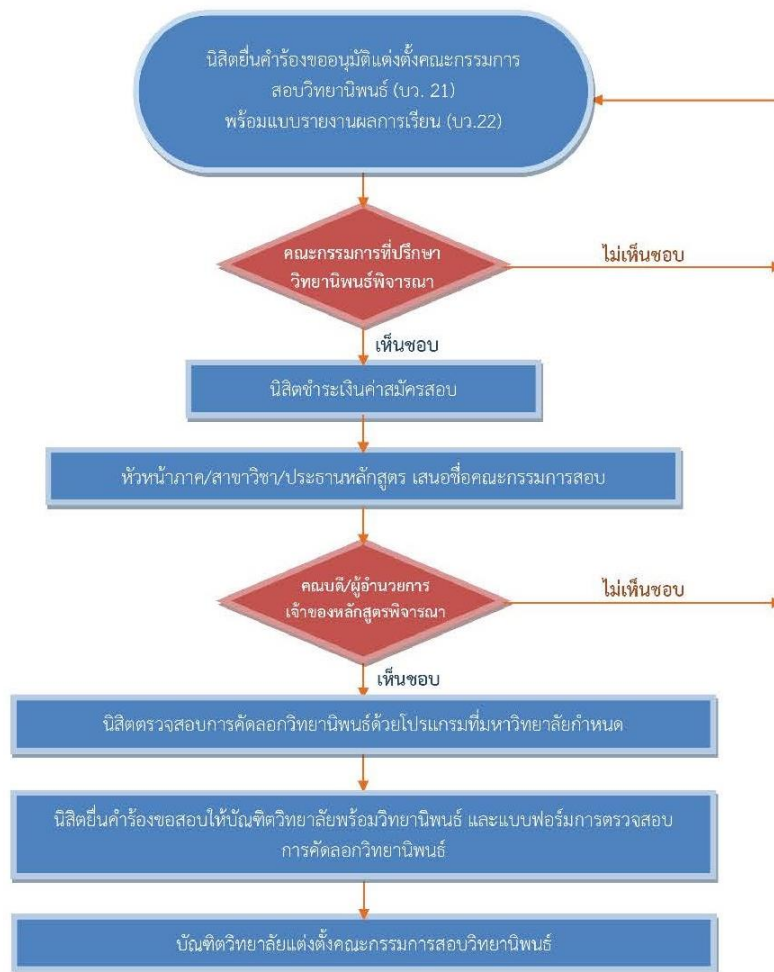 นิสิตยื่นคำร้องขออนุมัติแต่งตั้งคณะกรรมการ
สอบวิทยานิพนธ์ (บว. 21)
พร้อมแบบรายงานผลการเรียน (บว.22)
คณะกรรมการที่ปรึกษา
วิทยานิพนธ์พิจารณา
ไม่เห็นชอบ
เห็นชอบ
นิสิตชำระเงินค่าสมัครสอบ
หัวหน้าภาค/สาขาวิชา/ประธานหลักสูตร เสนอชื่อคณะกรรมการสอบ
คณบดี/ผู้อำนวยการ
เจ้าของหลักสูตรพิจารณา
ไม่เห็นชอบ
เห็นชอบ
นิสิตตรวจสอบการคัดลอกวิทยานิพนธ์ด้วยโปรแกรมที่มหาวิทยาลัยกำหนด
นิสิตยื่นคำร้องขอสอบให้บัณฑิตวิทยาลัยพร้อมวิทยานิพนธ์ และแบบฟอร์มการตรวจสอบ
การคัดลอกวิทยานิพนธ์
บัณฑิตวิทยาลัยแต่งตั้งคณะกรรมการสอบวิทยานิพนธ์